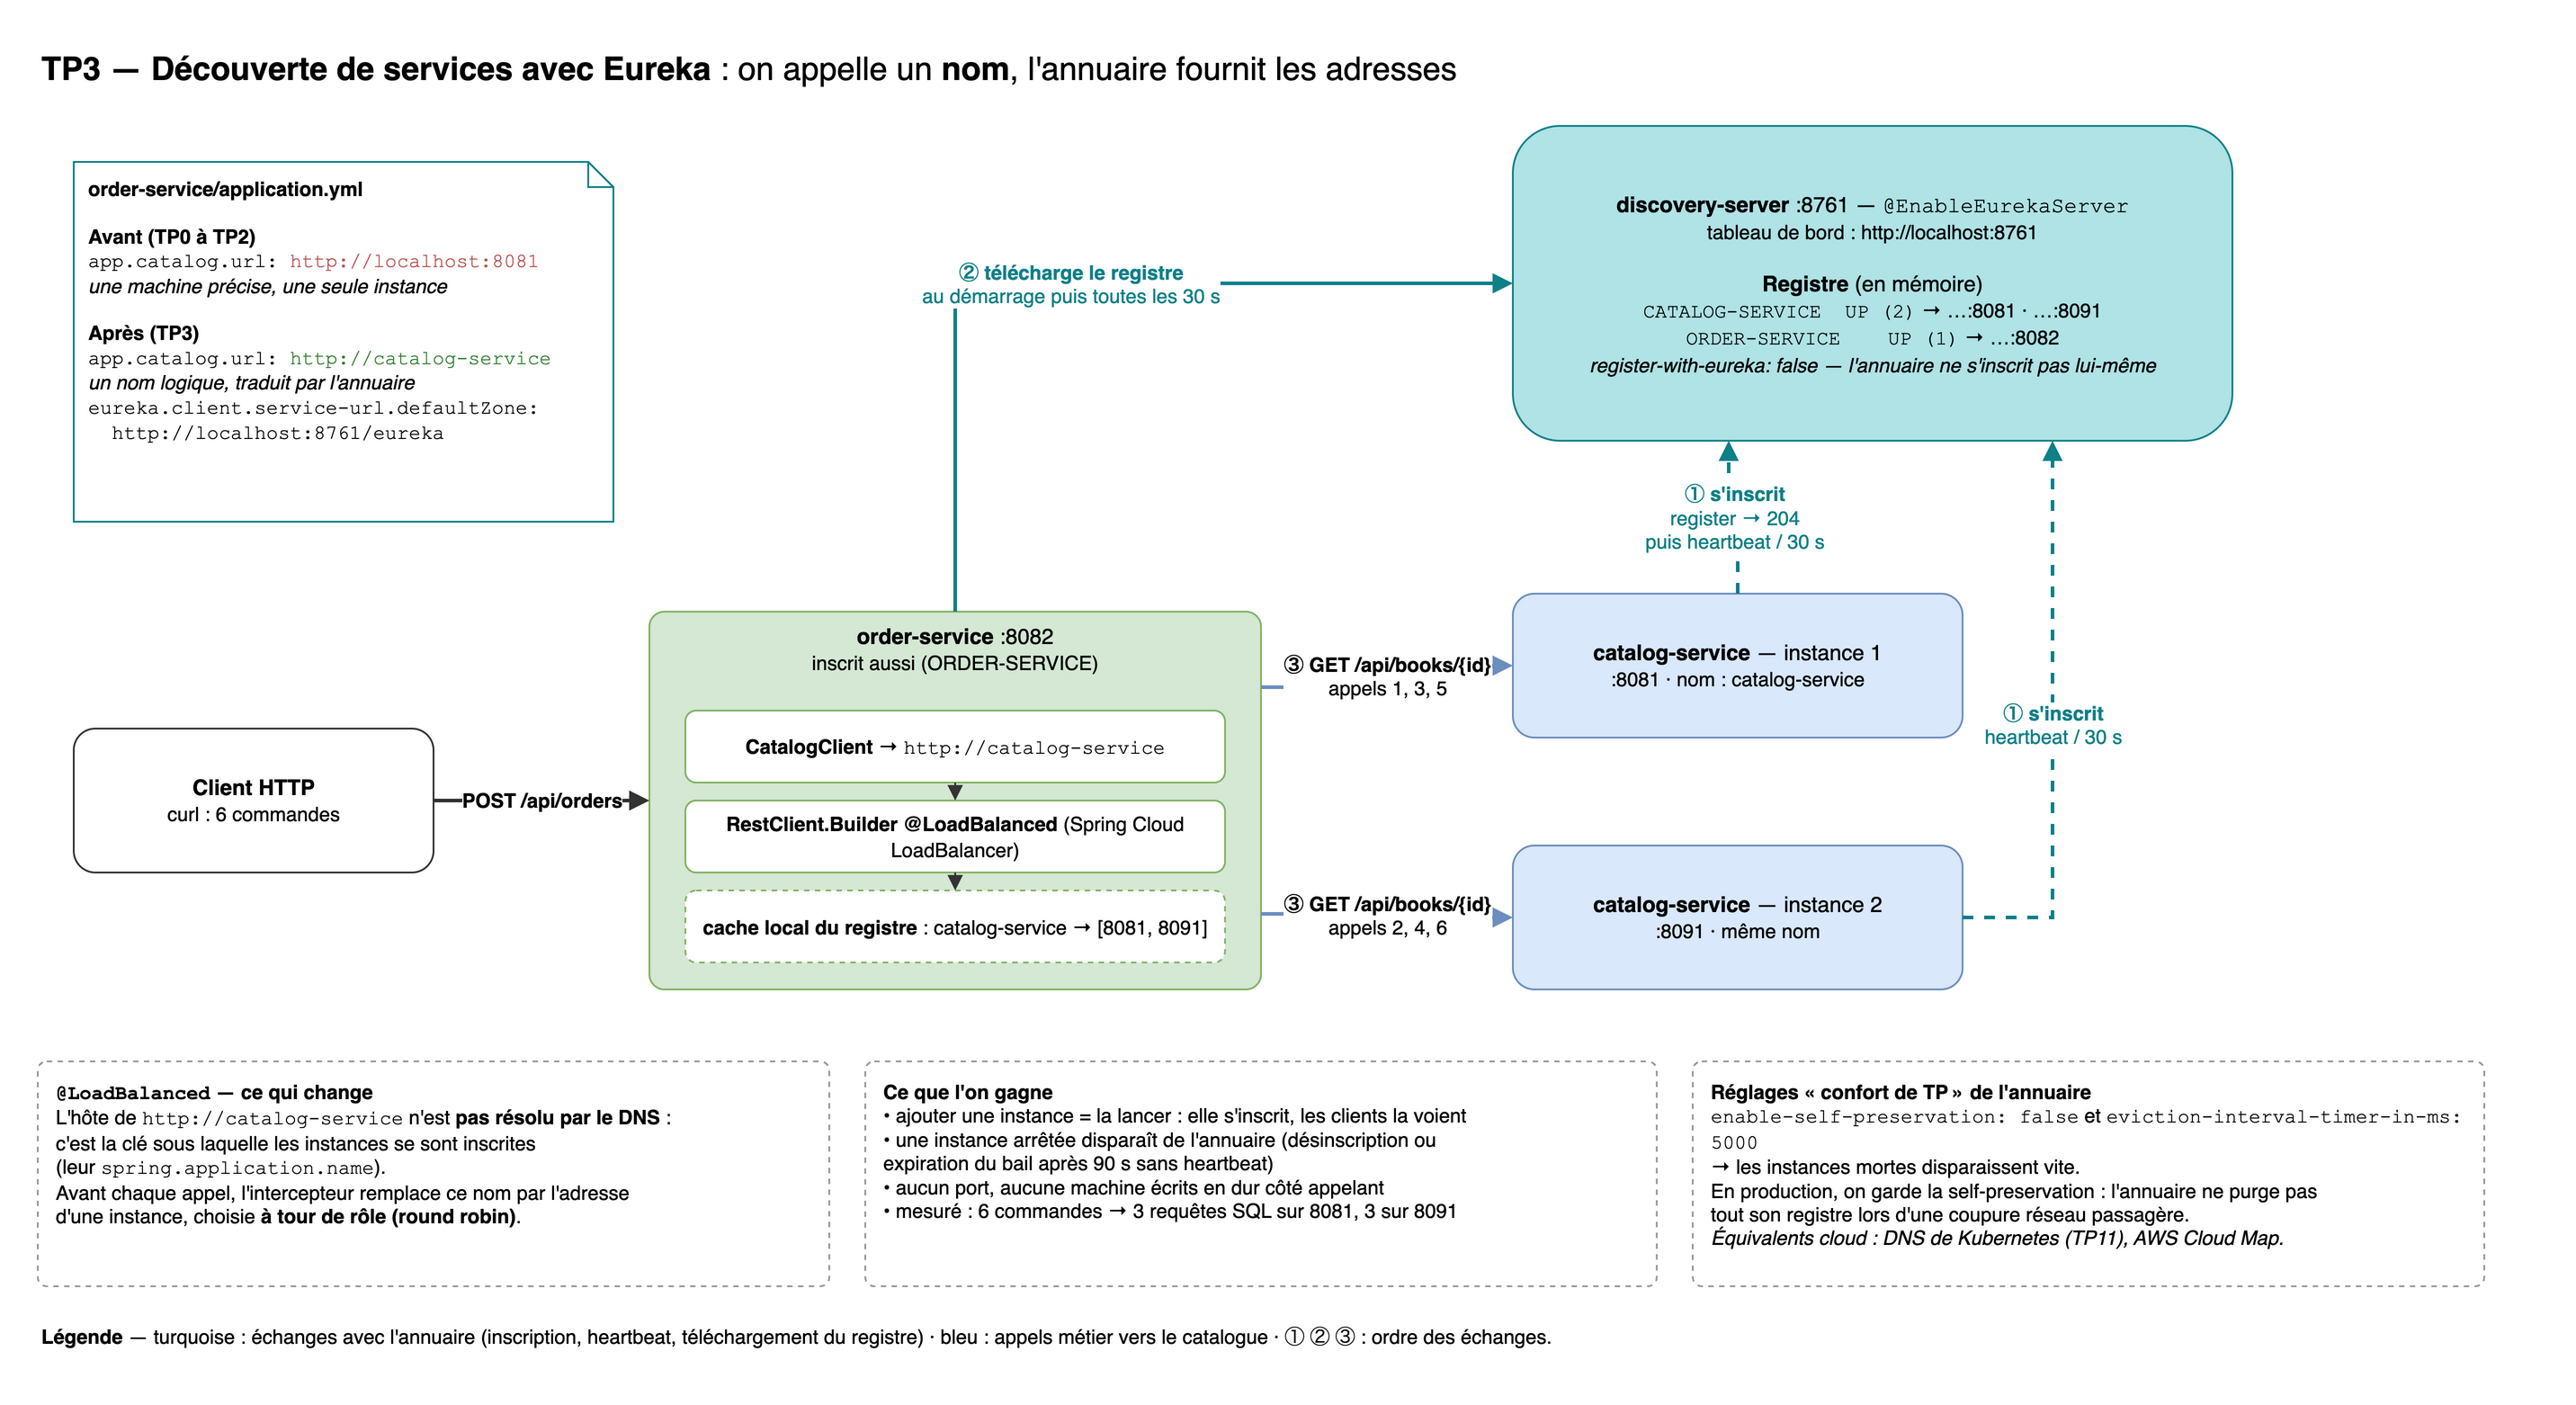 TP3 — Découverte de services avec Eureka : on appelle un nom, l'annuaire fournit les adresses
order-service/application.yml
Avant (TP0 à TP2)
app.catalog.url: http://localhost:8081
une machine précise, une seule instance
Après (TP3)
app.catalog.url: http://catalog-service
un nom logique, traduit par l'annuaire
eureka.client.service-url.defaultZone:
http://localhost:8761/eureka
② télécharge le registre
au démarrage puis toutes les 30 s
discovery-server :8761 — @EnableEurekaServer
tableau de bord : http://localhost:8761
Registre (en mémoire)
CATALOG-SERVICE UP (2) → …:8081 · …:8091
ORDER-SERVICE UP (1) → …:8082
register-with-eureka: false — l'annuaire ne s'inscrit pas lui-même
① s'inscrit
register → 204
puis heartbeat / 30 s
① s'inscrit
heartbeat / 30 s
Client HTTP
curl : 6 commandes
POST /api/orders
order-service :8082
inscrit aussi (ORDER-SERVICE)
CatalogClient → http://catalog-service
RestClient.Builder @LoadBalanced (Spring Cloud
LoadBalancer)
cache local du registre : catalog-service → [8081, 8091]
③ GET /api/books/{id}
appels 1, 3, 5
③ GET /api/books/{id}
appels 2, 4, 6
catalog-service — instance 1
:8081 · nom : catalog-service
catalog-service — instance 2
:8091 · même nom
@LoadBalanced — ce qui change
L'hôte de http://catalog-service n'est pas résolu par le DNS :
c'est la clé sous laquelle les instances se sont inscrites
(leur spring.application.name).
Avant chaque appel, l'intercepteur remplace ce nom par l'adresse
d'une instance, choisie à tour de rôle (round robin).
Ce que l'on gagne
• ajouter une instance = la lancer : elle s'inscrit, les clients la voient
• une instance arrêtée disparaît de l'annuaire (désinscription ou
expiration du bail après 90 s sans heartbeat)
• aucun port, aucune machine écrits en dur côté appelant
• mesuré : 6 commandes → 3 requêtes SQL sur 8081, 3 sur 8091
Réglages « confort de TP » de l'annuaire
enable-self-preservation: false et eviction-interval-timer-in-ms:
5000
→ les instances mortes disparaissent vite.
En production, on garde la self-preservation : l'annuaire ne purge pas
tout son registre lors d'une coupure réseau passagère.
Équivalents cloud : DNS de Kubernetes (TP11), AWS Cloud Map.
Légende — turquoise : échanges avec l'annuaire (inscription, heartbeat, téléchargement du registre) · bleu : appels métier vers le catalogue · ① ② ③ : ordre des échanges.